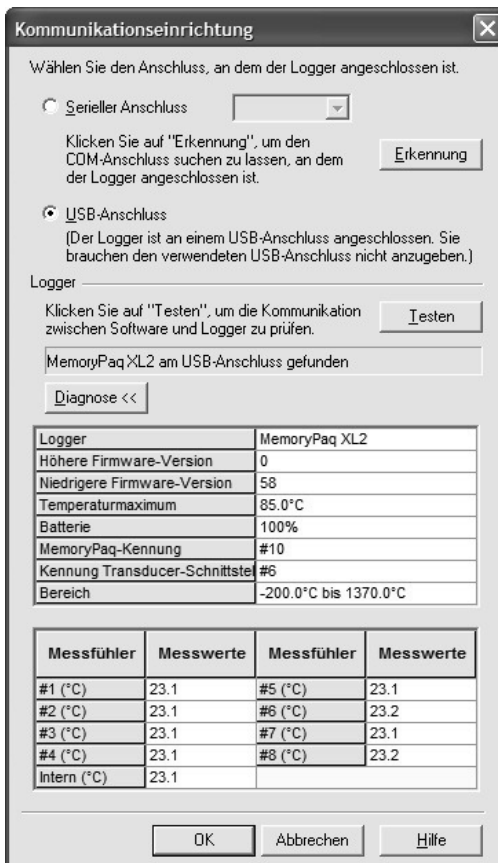 Kommunikationseinrichtung
Wählen Sie den Anschluss, an dem der Logger angeschlossen ist.
Serieller Anschluss
Klicken Sie auf "Erkennung", um den
COM-Anschluss suchen zu lassen, an dem
der Logger angeschlossen ist.
Erkennung
USB-Anschluss
(Der Logger ist an einem USB-Anschluss angeschlossen. Sie
brauchen den verwendeten USB-Anschluss nicht anzugeben.)
Logger
Klicken Sie auf "Testen", um die Kommunikation
zwischen Software und Logger zu prüfen.
Testen
MemoryPaq XL2 am USB-Anschluss gefunden
Diagnose <<
Logger MemoryPaq XL2
Höhere Firmware-Version 0
Niedrigere Firmware-Version 58
Temperaturmaximum 85.0°C
Batterie 100%
MemoryPaq-Kennung #10
Kennung Transducer-Schnittstel #6
Bereich -200.0°C bis 1370.0°C
Messfühler Messwerte Messfühler Messwerte
#1 (°C) 23.1 #5 (°C) 23.1
#2 (°C) 23.1 #6 (°C) 23.2
#3 (°C) 23.1 #7 (°C) 23.1
#4 (°C) 23.1 #8 (°C) 23.2
Intern (°C) 23.1
OK Abbrechen Hilfe